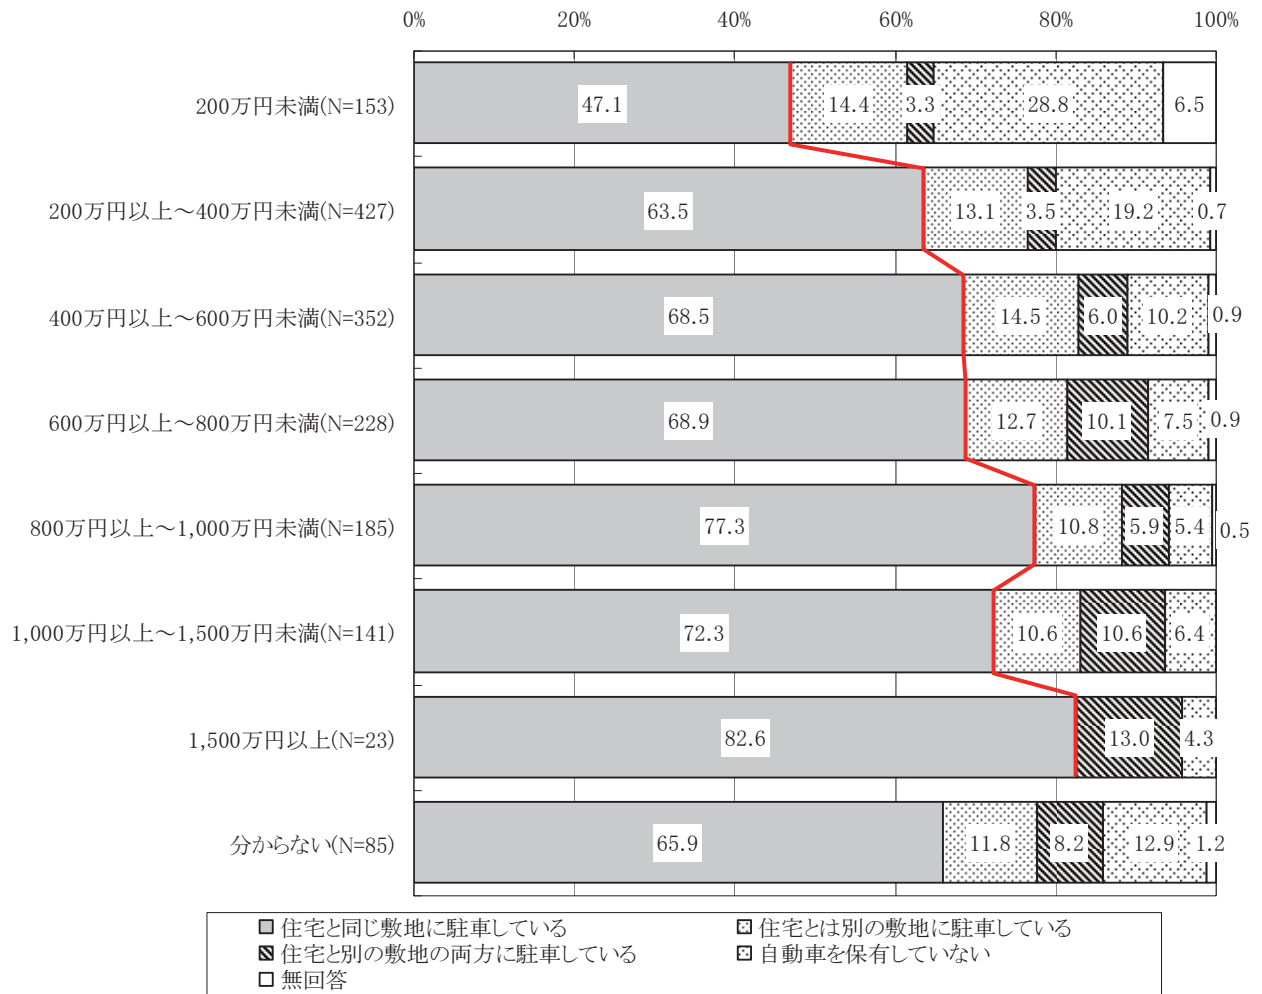 0% 20% 40% 60% 80% 100%
200万円未満(N=153) 47.1 14.4 3.3 28.8 6.5
200万円以上～400万円未満(N=427) 63.5 13.1 3.5 19.2 0.7
400万円以上～600万円未満(N=352) 68.5 14.5 6.0 10.2 0.9
600万円以上～800万円未満(N=228) 68.9 12.7 10.1 7.5 0.9
800万円以上～1,000万円未満(N=185) 77.3 10.8 5.9 5.4 0.5
1,000万円以上～1,500万円未満(N=141) 72.3 10.6 10.6 6.4
1,500万円以上(N=23) 82.6 13.0 4.3
分からない(N=85) 65.9 11.8 8.2 12.9 1.2
住宅と同じ敷地に駐車している 住宅とは別の敷地に駐車している
住宅と別の敷地の両方に駐車している 自動車を保有していない
無回答